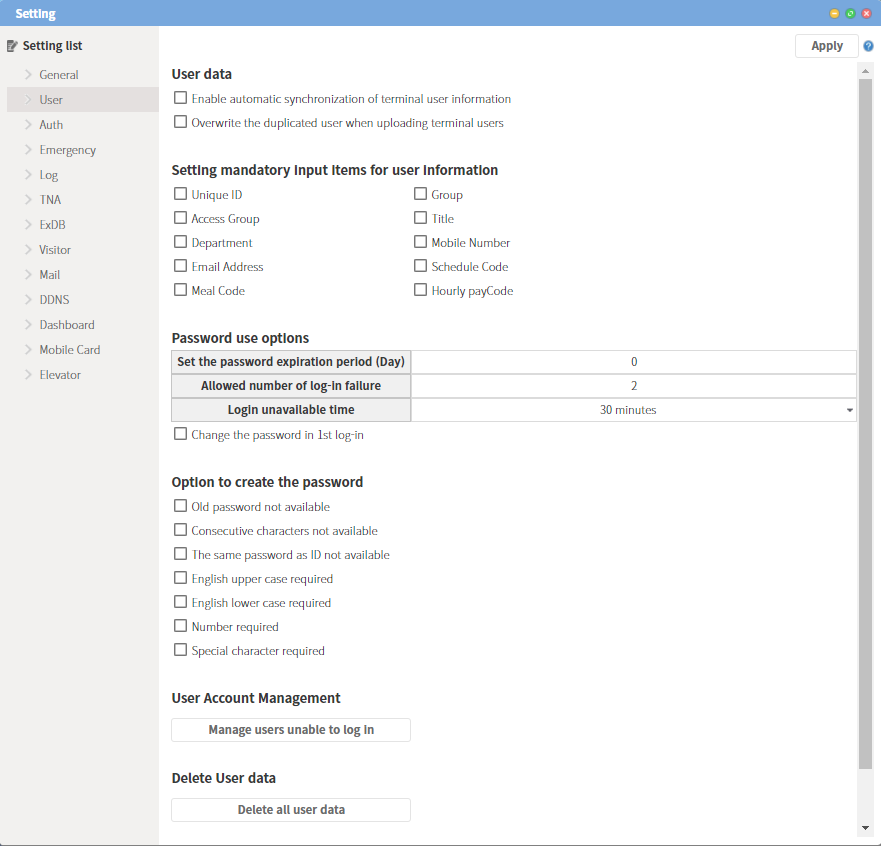 Setting
Setting list
General
User
Auth
Emergency
Log
TNA
ExDB
Visitor
Mail
DDNS
Dashboard
Mobile Card
Elevator
Apply
?
User data
Enable automatic synchronization of terminal user information
Overwrite the duplicated user when uploading terminal users
Setting mandatory input items for user information
Unique ID Group
Access Group Title
Department Mobile Number
Email Address Schedule Code
Meal Code Hourly payCode
Password use options
Set the password expiration period (Day) 0
Allowed number of log-in failure 2
Login unavailable time 30 minutes
Change the password in 1st log-in
Option to create the password
Old password not available
Consecutive characters not available
The same password as ID not available
English upper case required
English lower case required
Number required
Special character required
User Account Management
Manage users unable to log in
Delete User data
Delete all user data